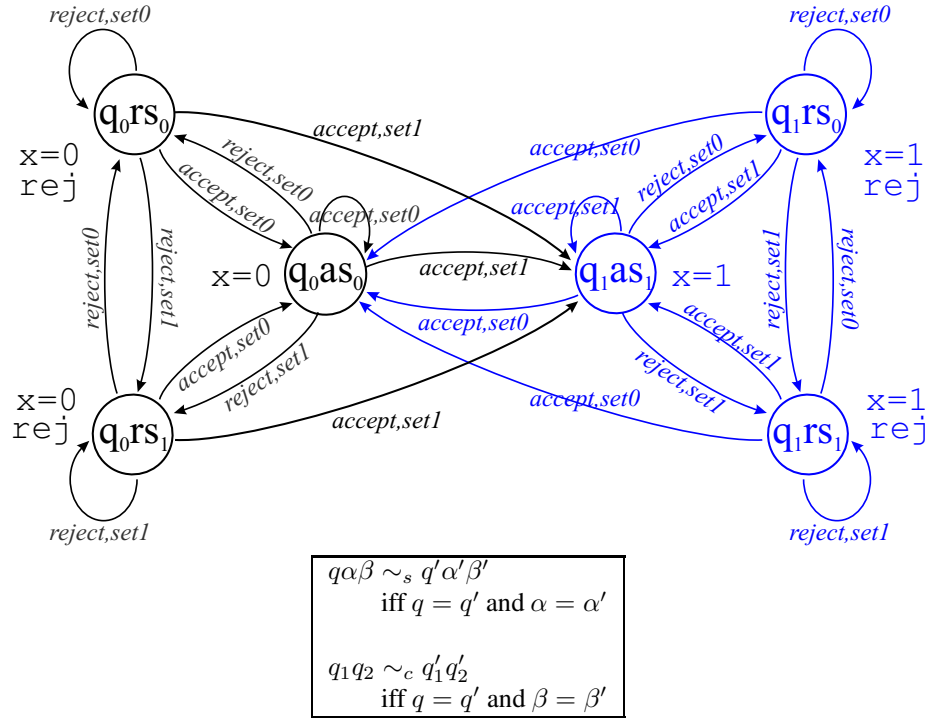 reject,set0
reject,set0
q₀rs₀
q₁rs₀
accept,set1
accept,set0
x=0
rej
x=1
rej
reject,set0
accept,set0
reject,set0
accept,set1
reject,set0
reject,set1
accept,set0
accept,set1
reject,set1
reject,set0
x=0
q₀as₀
q₁as₁
x=1
accept,set1
accept,set0
accept,set0
reject,set1
accept,set1
reject,set1
x=0
rej
x=1
rej
accept,set1
accept,set0
q₀rs₁
q₁rs₁
reject,set1
reject,set1
qαβ ∼ₛ q′α′β′
iff q = q′ and α = α′
q₁q₂ ∼c q′₁q′₂
iff q = q′ and β = β′